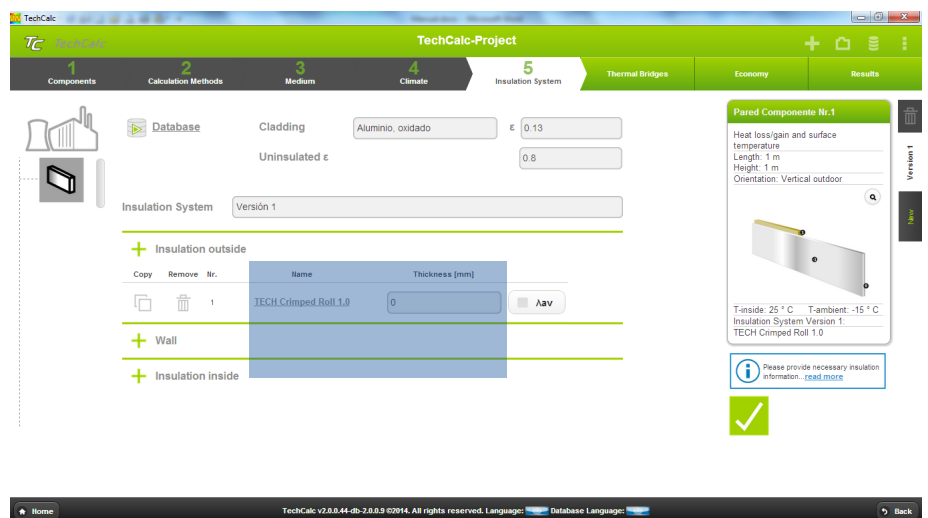 TechCalc
TC TechCalc
TechCalc-Project
1
Components
2
Calculation Methods
3
Medium
4
Climate
5
Insulation System
Thermal Bridges
Economy
Results
Database
Cladding
Aluminio, oxidado
ε
0.13
Uninsulated ε
0.8
Insulation System
Versión 1
Insulation outside
Copy
Remove
Nr.
Name
Thickness [mm]
1
TECH Crimped Roll 1.0
0
λav
Wall
Insulation inside
Pared Componente Nr.1
Heat loss/gain and surface
temperature
Length: 1 m
Height: 1 m
Orientation: Vertical outdoor
T-inside: 25 ° C T-ambient: -15 ° C
Insulation System Version 1:
TECH Crimped Roll 1.0
Please provide necessary insulation
information...read more
Version 1
New
Home
TechCalc v2.0.0.44-db-2.0.0.9 ©2014. All rights reserved. Language: Database Language:
Back